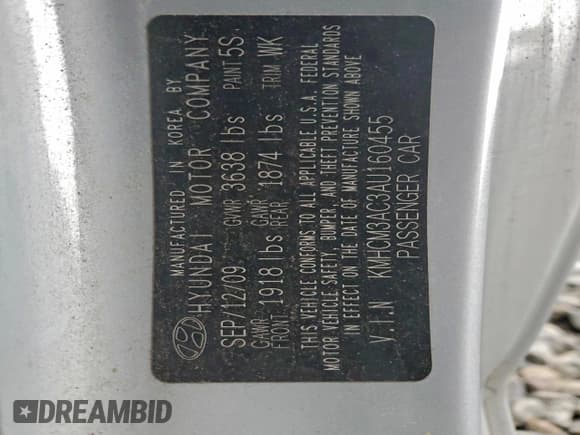 MANUFACTURED IN KOREA BY
HYUNDAI MOTOR COMPANY
SEP/12/09 GVWR 3638 lbs PAINT 5S
GAWR FRONT 1918 lbs GAWR REAR 1874 lbs TRIM WK
THIS VEHICLE CONFORMS TO ALL APPLICABLE U.S.A. FEDERAL
MOTOR VEHICLE SAFETY, BUMPER, AND THEFT PREVENTION STANDARDS
IN EFFECT ON THE DATE OF MANUFACTURE SHOWN ABOVE
V.I.N KMHCM3AC3AU160455
PASSENGER CAR
DREAMBID